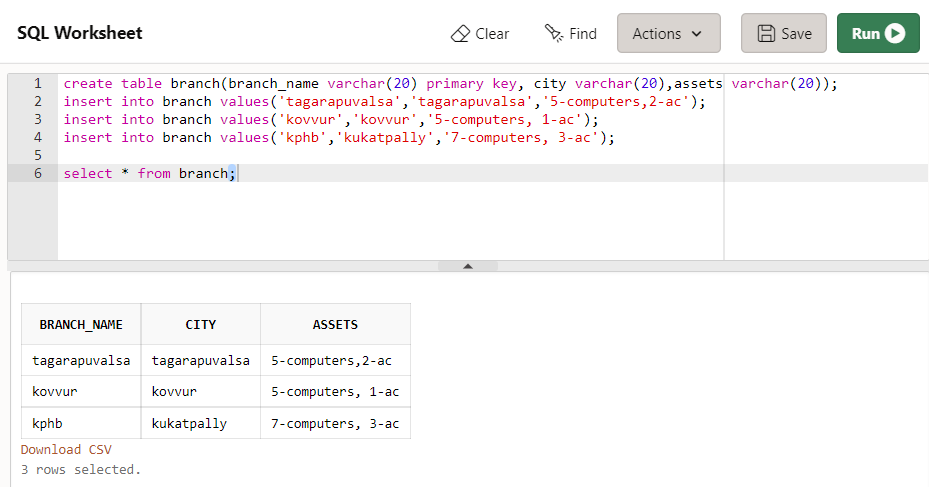 SQL Worksheet Clear Find Actions Save Run
1 create table branch(branch_name varchar(20) primary key, city varchar(20),assets varchar(20));
2 insert into branch values('tagarapuvalsa','tagarapuvalsa','5-computers,2-ac');
3 insert into branch values('kovvur','kovvur','5-computers, 1-ac');
4 insert into branch values('kphb','kukatpally','7-computers, 3-ac');
5
6 select * from branch;
BRANCH_NAME CITY ASSETS
tagarapuvalsa tagarapuvalsa 5-computers,2-ac
kovvur kovvur 5-computers, 1-ac
kphb kukatpally 7-computers, 3-ac
Download CSV
3 rows selected.